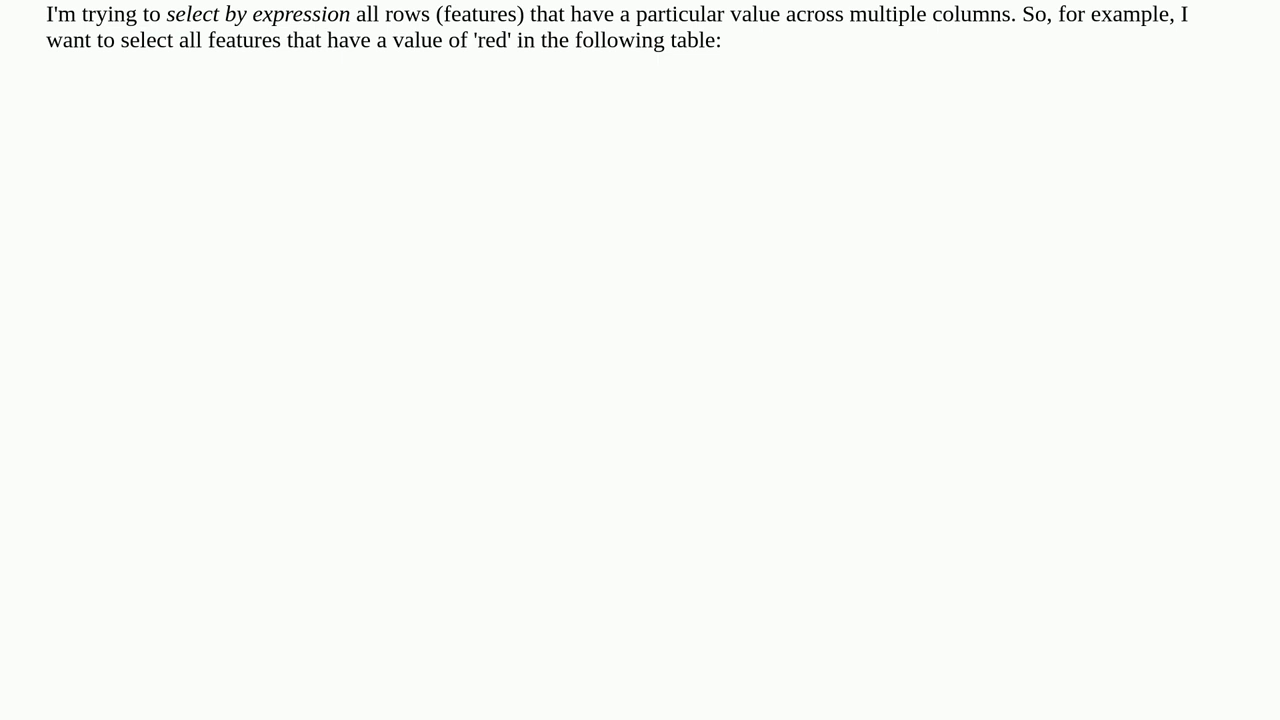 I'm trying to select by expression all rows (features) that have a particular value across multiple columns. So, for example, I
want to select all features that have a value of 'red' in the following table: